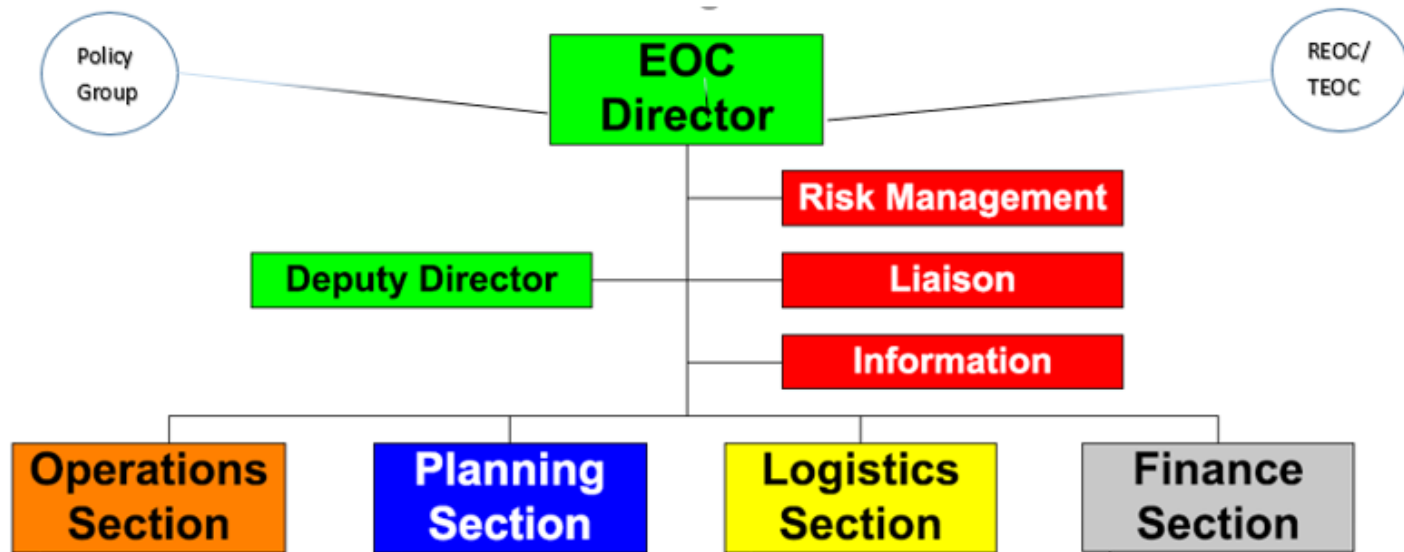 Policy
Group
EOC
Director
REOC/
TEOC
Risk Management
Deputy Director
Liaison
Information
Operations
Section
Planning
Section
Logistics
Section
Finance
Section